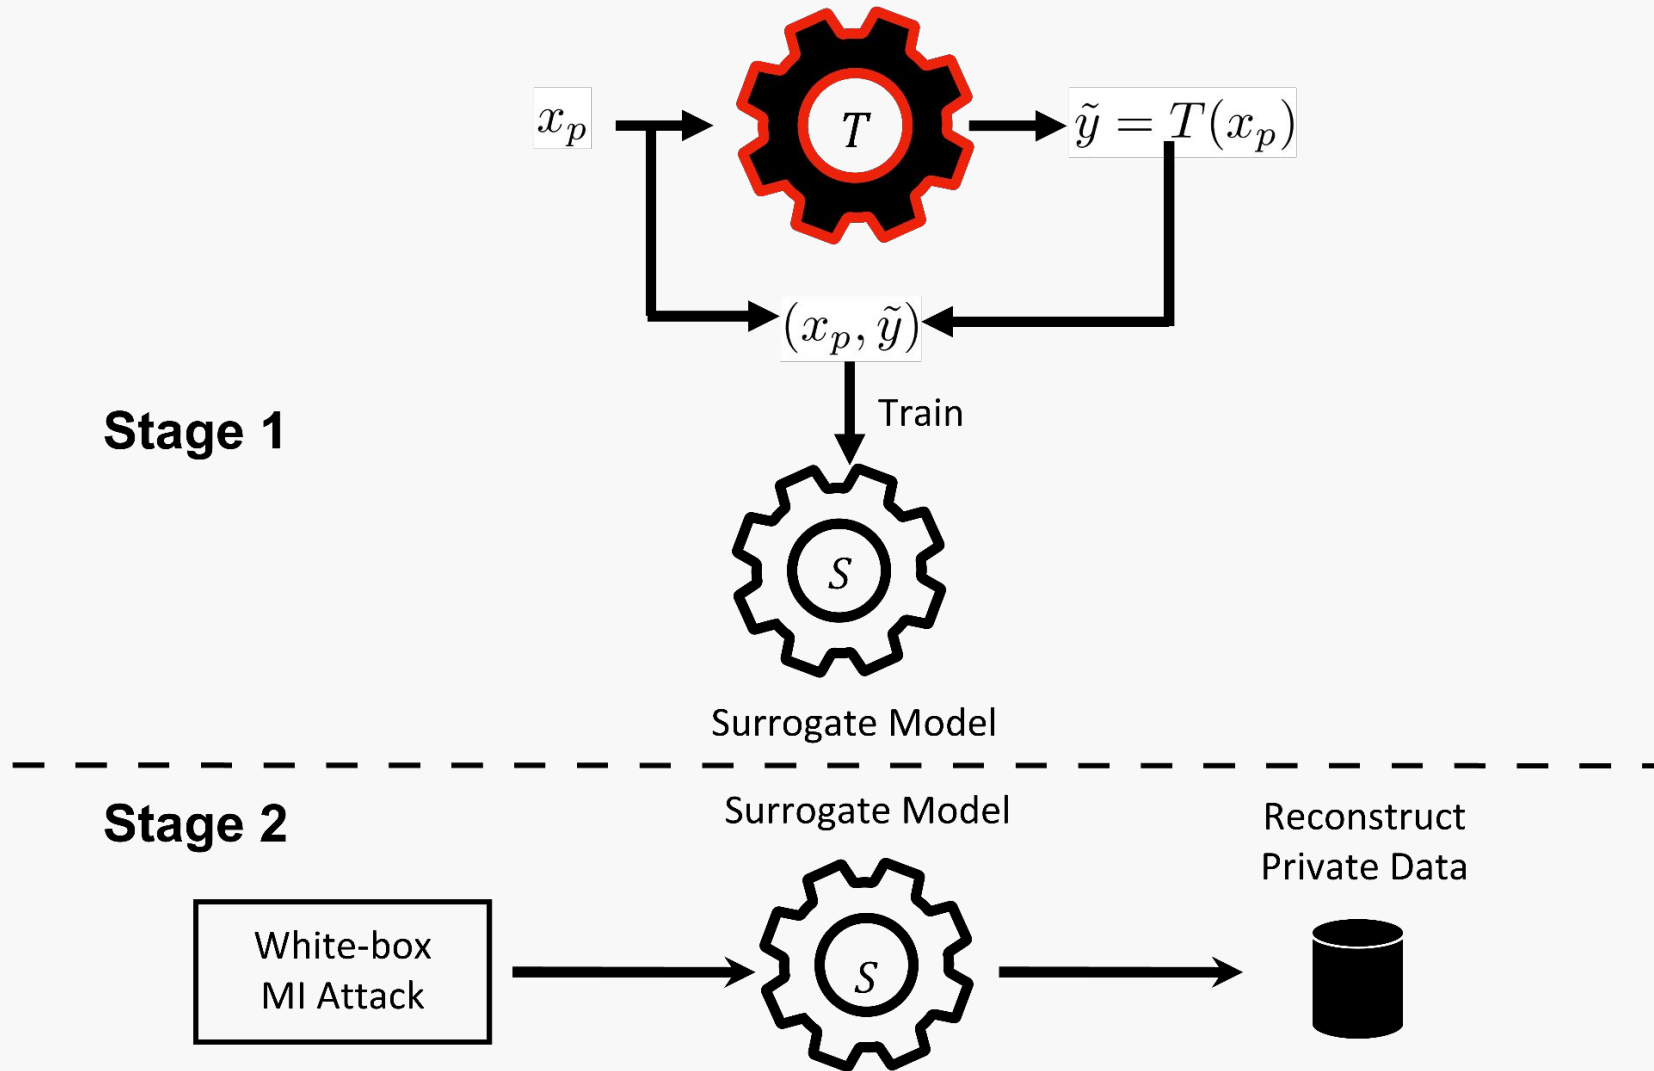 x_p
T
ỹ = T(x_p)
(x_p, ỹ)
Train
Stage 1
S
Surrogate Model
Stage 2
Surrogate Model
Reconstruct
Private Data
White-box
MI Attack
S